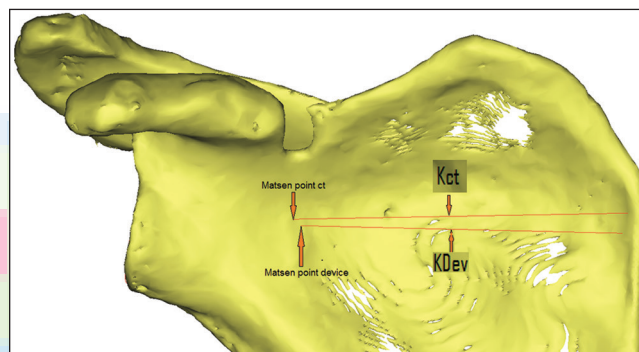 Matsen point ct
Kct
Matsen point device
KDev